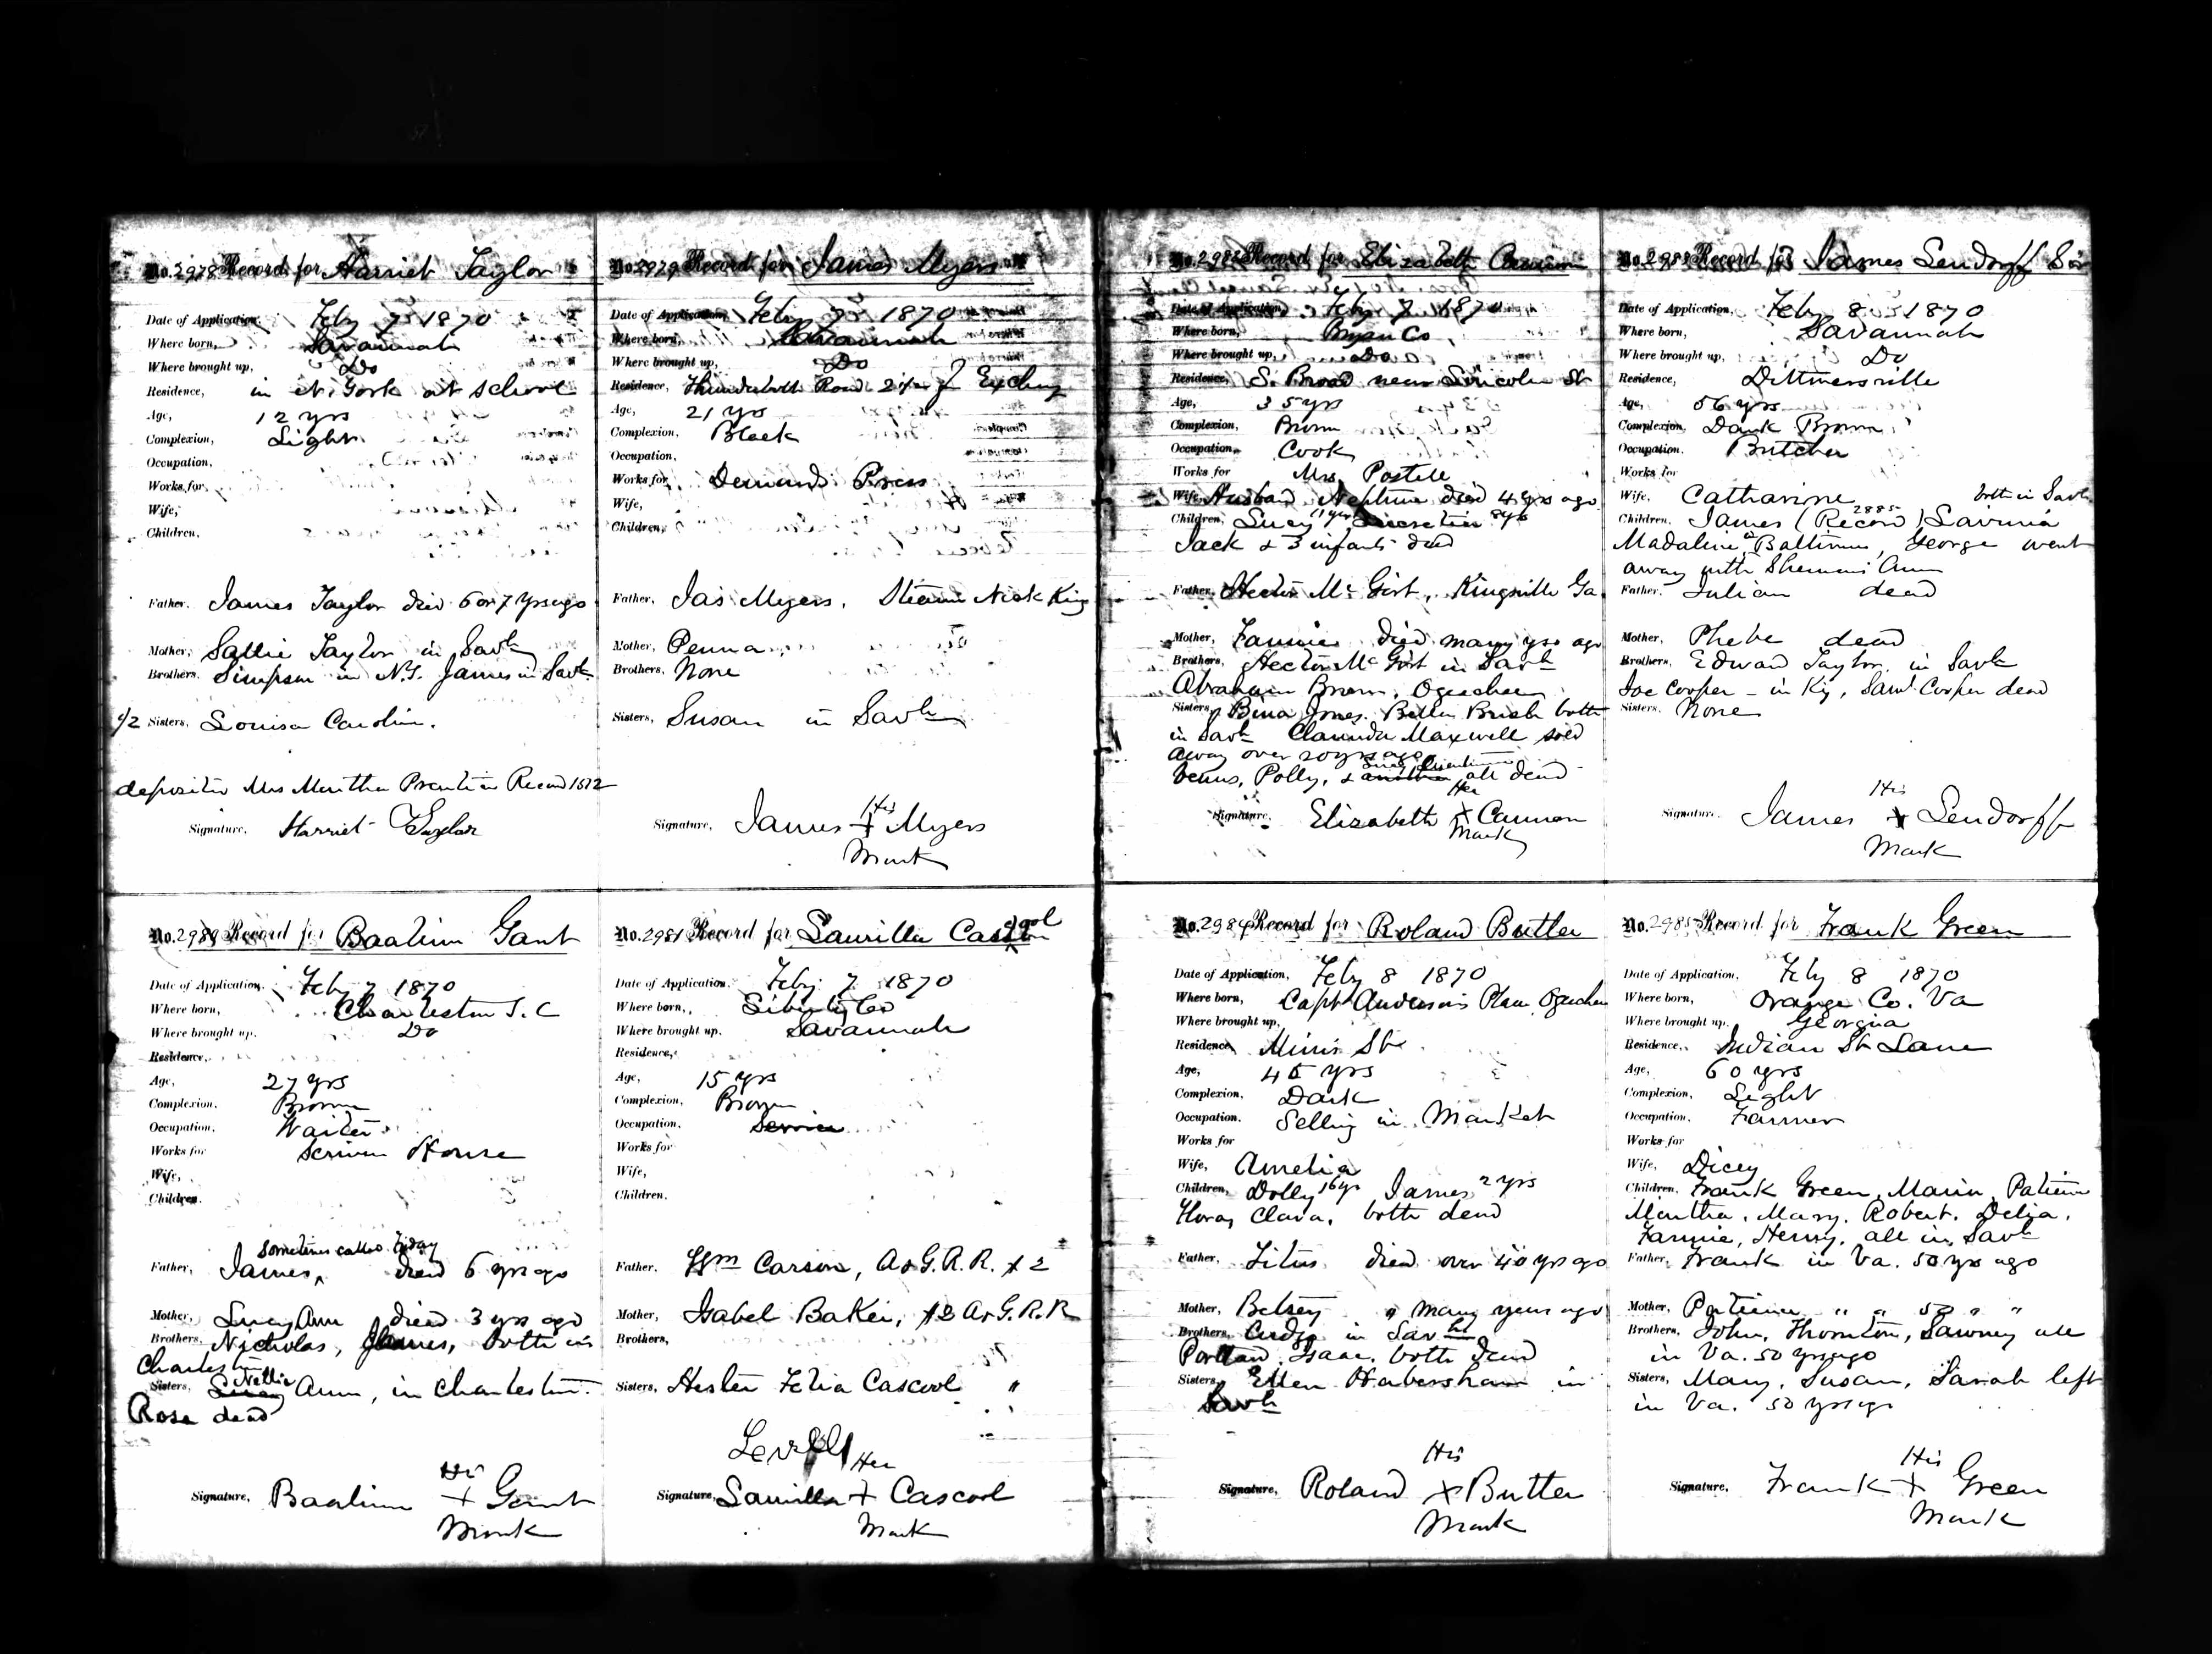 No. 2978 Record for Harriet Taylor
Date of Application, Feby 7 1870
Where born, Savannah
Where brought up, Do
Residence, in N. York at school
Age, 12 yrs
Complexion, Light
Occupation,
Works for,
Wife,
Children,
Father, James Taylor died 6 or 7 yrs ago
Mother, Sallie Taylor in Savh
Brothers, Simpson in N.Y. James in Savh
1/2 Sisters, Louisa Caroline.
depositor Mrs Martha Record 1512
Signature, Harriet Taylor
No. 2979 Record for James Myers
Date of Application, Feby 7 1870
Where born, Savannah
Where brought up, Do
Residence, Thunderbolt Road 2 fr Exchng
Age, 21 yrs
Complexion, Black
Occupation,
Works for, Press
Wife,
Children,
Father, Jas Myers, Steamr Nick King
Mother, Penna
Brothers, None
Sisters, Susan in Savh
Signature, James His + Mark Myers
No. 2980 Record for Baalim Gant
Date of Application, Feby 7 1870
Where born, Charleston S. C
Where brought up, Do
Residence,
Age, 27 yrs
Complexion, Brown
Occupation, Waiter
Works for Scriven House
Wife,
Children,
sometimes called Friday
Father, James, died 6 yrs ago
Mother, Lucy Ann died 3 yrs ago
Brothers, Nicholas, James, both in
Charleston
Sisters, Nellie Ann, in Charleston.
Rose dead
Signature, Baalim His + Mark Gant
No. 2981 Record for Laurilla Cascool
Date of Application, Feby 7 1870
Where born, Liberty Co
Where brought up, Savannah
Residence,
Age, 15 yrs
Complexion, Brown
Occupation, Service
Works for
Wife,
Children,
Father, Wm Carson, A & G. R. R. # 2
Mother, Isabel Baker, #2 A & G. R. R
Brothers,
Sisters, Hester Felia Cascool "
Signature, Laurilla Her + Mark Cascool
No. 2982 Record for Elizabeth Cannon
Date of Application, Feby 7 1870
Where born, Bryan Co,
Where brought up, Do
Residence, S. Broad near Lincoln St
Age, 35 yrs
Complexion, Brown
Occupation, Cook
Works for Mrs Postell
Wife, Husband Neptune died 4 yrs ago
Children, Lucy 11 yrs Lucretia 8 yrs
Jack & 3 infants dead
Father, Hector McGirt, Kingsville Ga.
Mother, Fannie died many yrs ago
Brothers, Hector McGirt in Savh
Abraham Brown, Ogeechee
Sisters, Bina Jones, Bella both
in Savh Clarinda Maxwell sold
away over 20 yrs ago
Venus, Polly, & all dead
Signature, Elizabeth Her + Mark Cannon
No. 2983 Record for James Lendorff Sr
Date of Application, Feby 8 1870
Where born, Savannah
Where brought up, Do
Residence, Dittmersville
Age, 56 yrs
Complexion, Dark Brown
Occupation, Butcher
Works for
Wife, Catharine both in Savh
Children, James (Record 2885) Lavinia
Madaline, Baltimore, George went
away with Shermans Army
Father, Julian dead
Mother, Phebe dead
Brothers, Edward Taylor in Savh
Joe Cooper - in Ky, Saml Cooper dead
Sisters, None
Signature, James His x Mark Lendorff
No. 2984 Record for Roland Butler
Date of Application, Feby 8 1870
Where born, Capt Andersons Plan Ogeechee
Where brought up,
Residence, Minis St
Age, 45 yrs
Complexion, Dark
Occupation, Selling in Market
Works for
Wife, Amelia
Children, Dolly 16 yrs James 2 yrs
Horas, Clara, both dead
Father, Titus died over 40 yrs ago
Mother, Betsey " many years ago
Brothers, Cudjo in Savh
Portland, Isaac, both dead
Sisters, Ellen Habersham in
Savh
Signature, Roland His x Mark Butler
No. 2985 Record for Frank Green
Date of Application, Feby 8 1870
Where born, Orange Co. Va
Where brought up, Georgia
Residence, Indian St Lane
Age, 60 yrs
Complexion, Light
Occupation, Farmer
Works for
Wife, Dicey
Children, Frank Green, Maria, Patience
Martha, Mary, Robert, Delia,
Fannie, Henry, all in Savh
Father, Frank in Va. 50 yrs ago
Mother, Patience " " 50 " "
Brothers, John, Thornton, Sawney all
in Va. 50 yrs ago
Sisters, Mary, Susan, Sarah left
in Va. 50 yrs ago
Signature, Frank His + Mark Green